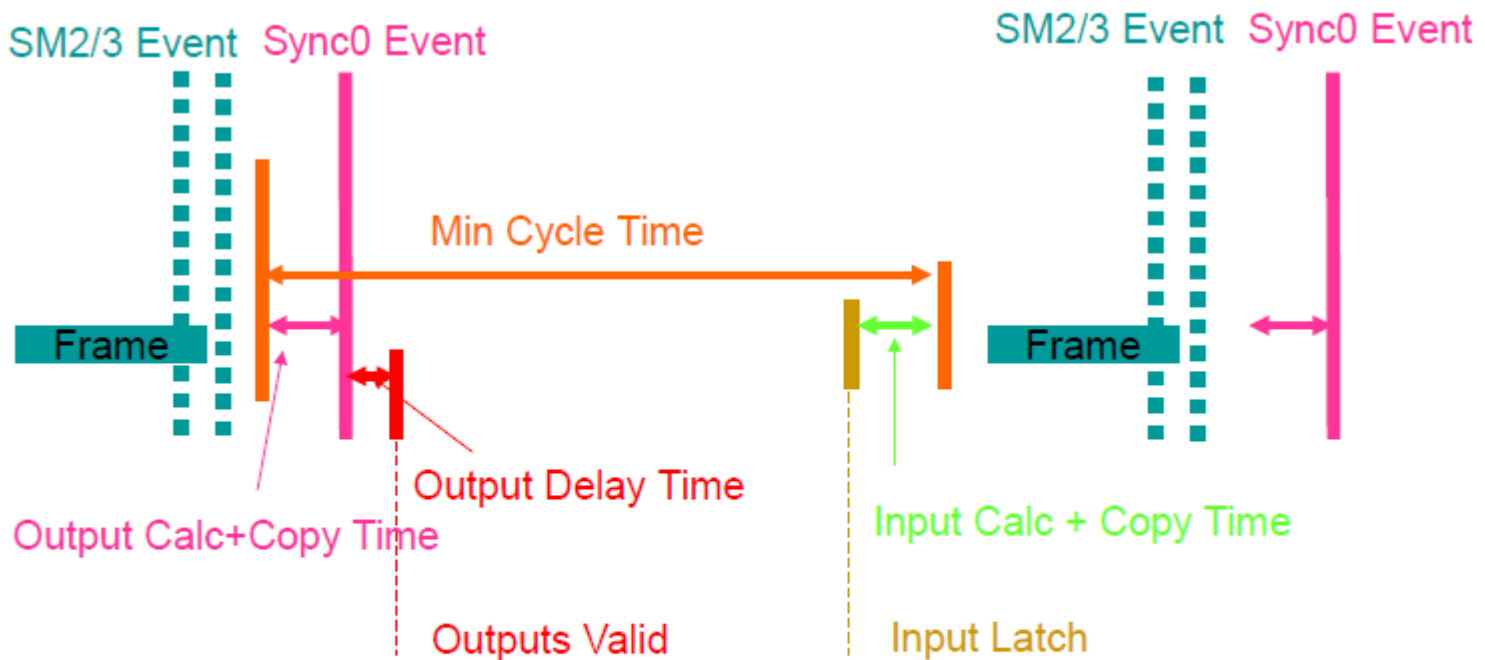 SM2/3 Event
Sync0 Event
SM2/3 Event
Sync0 Event
Min Cycle Time
Frame
Frame
Output Delay Time
Output Calc+Copy Time
Input Calc + Copy Time
Outputs Valid
Input Latch